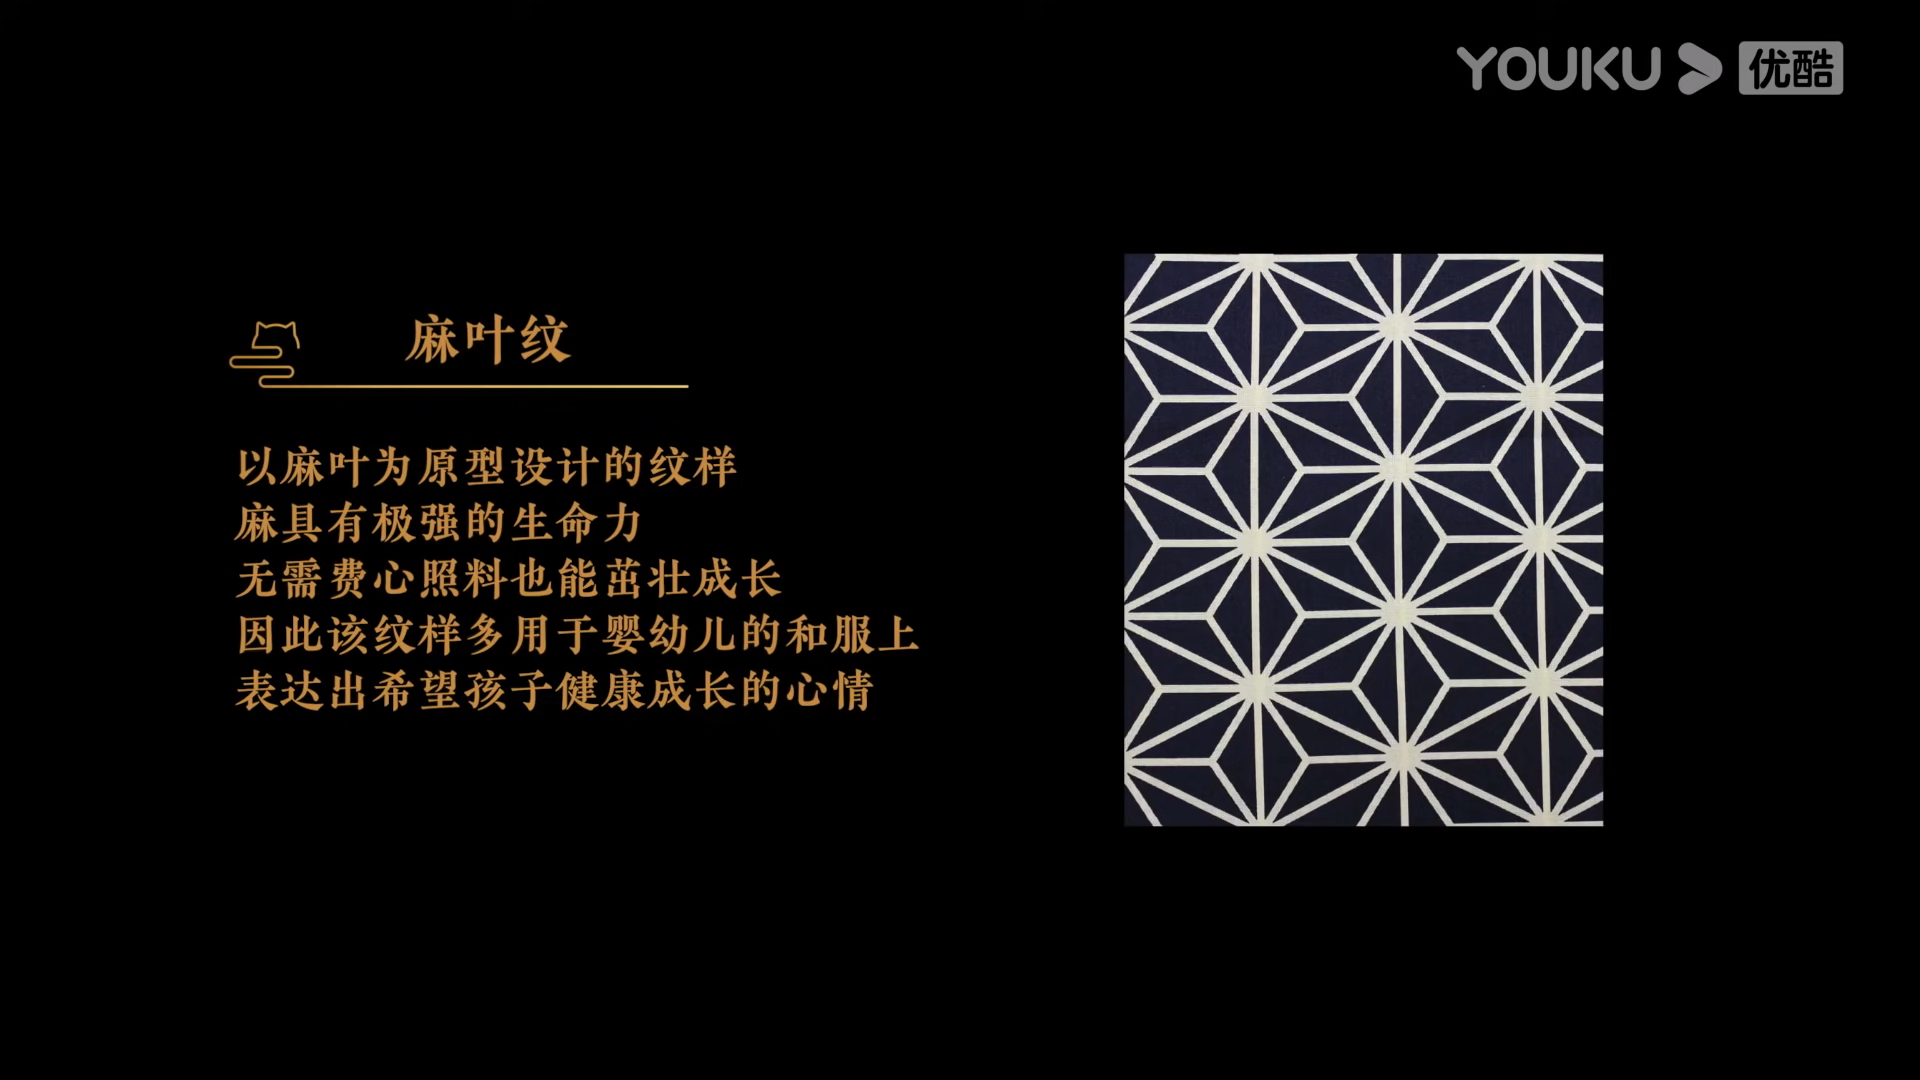 YOUKU 优酷
麻叶纹
以麻叶为原型设计的纹样
麻具有极强的生命力
无需费心照料也能茁壮成长
因此该纹样多用于婴幼儿的和服上
表达出希望孩子健康成长的心情